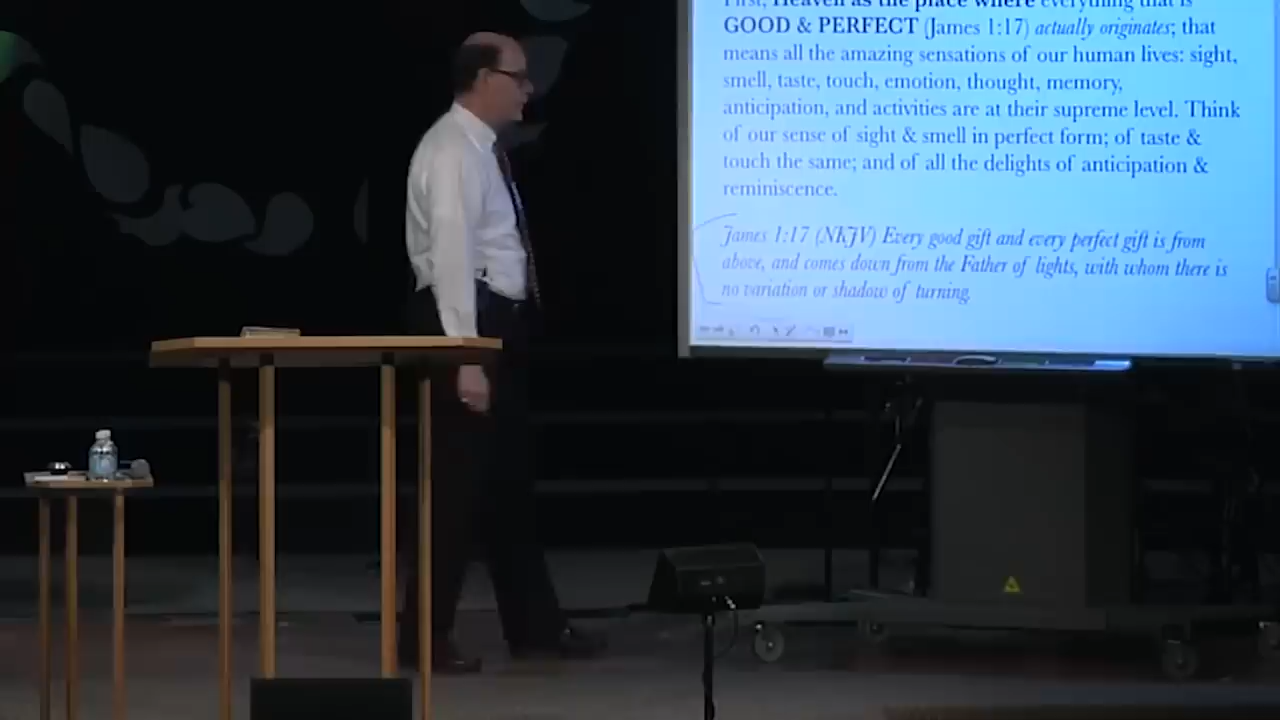 First, Heaven as the place where everything that is
GOOD & PERFECT (James 1:17) actually originates; that
means all the amazing sensations of our human lives: sight,
smell, taste, touch, emotion, thought, memory,
anticipation, and activities are at their supreme level. Think
of our sense of sight & smell in perfect form; of taste &
touch the same; and of all the delights of anticipation &
reminiscence.
James 1:17 (NKJV) Every good gift and every perfect gift is from
above, and comes down from the Father of lights, with whom there is
no variation or shadow of turning.